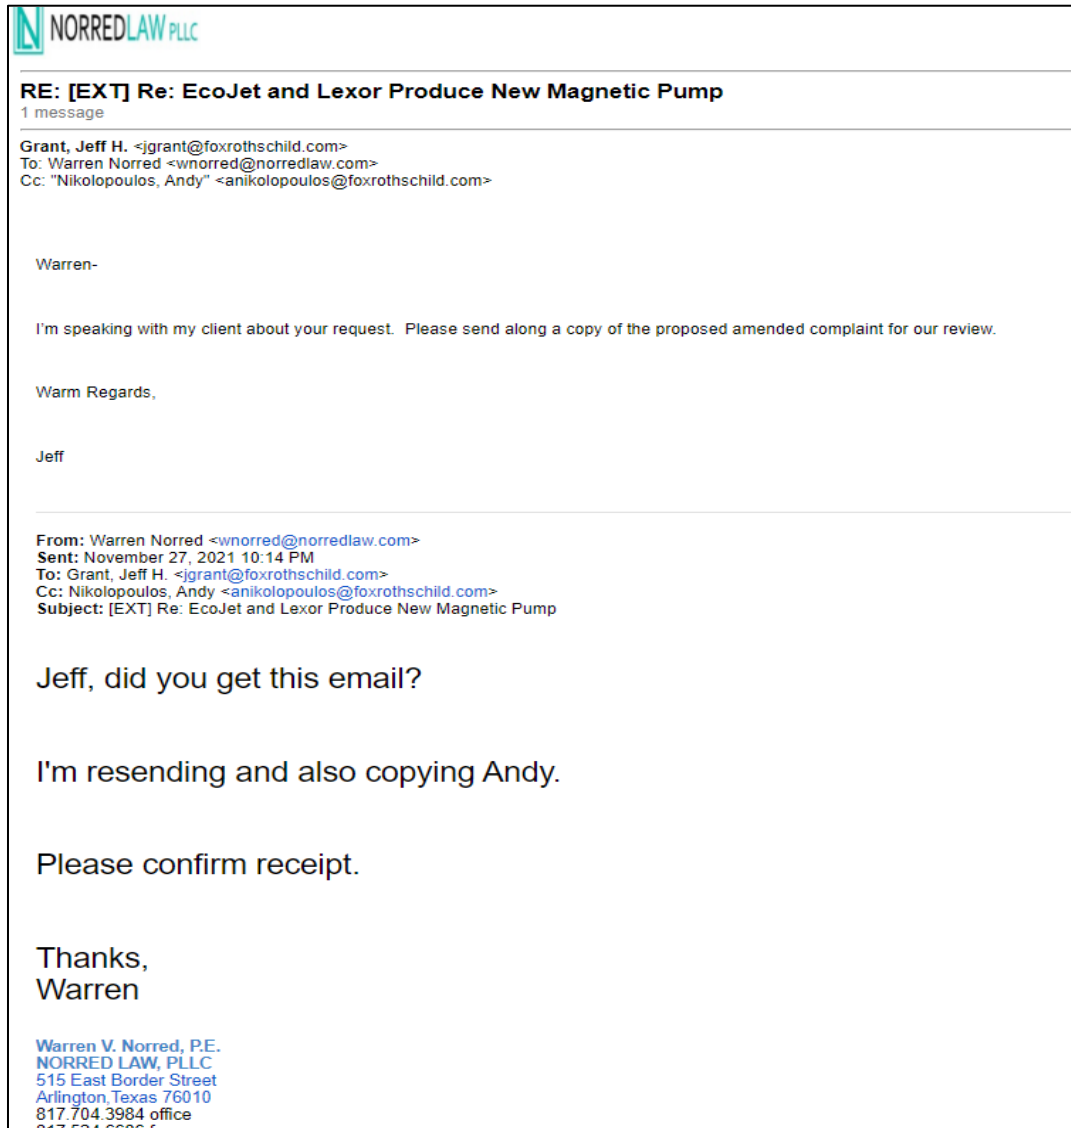 NORREDLAW PLLC
RE: [EXT] Re: EcoJet and Lexor Produce New Magnetic Pump
1 message
Grant, Jeff H. <jgrant@foxrothschild.com>
To: Warren Norred <wnorred@norredlaw.com>
Cc: "Nikolopoulos, Andy" <anikolopoulos@foxrothschild.com>
Warren-
I'm speaking with my client about your request.  Please send along a copy of the proposed amended complaint for our review.
Warm Regards,
Jeff
From: Warren Norred <wnorred@norredlaw.com>
Sent: November 27, 2021 10:14 PM
To: Grant, Jeff H. <jgrant@foxrothschild.com>
Cc: Nikolopoulos, Andy <anikolopoulos@foxrothschild.com>
Subject: [EXT] Re: EcoJet and Lexor Produce New Magnetic Pump
Jeff, did you get this email?
I'm resending and also copying Andy.
Please confirm receipt.
Thanks,
Warren
Warren V. Norred, P.E.
NORRED LAW, PLLC
515 East Border Street
Arlington,Texas 76010
817.704.3984 office